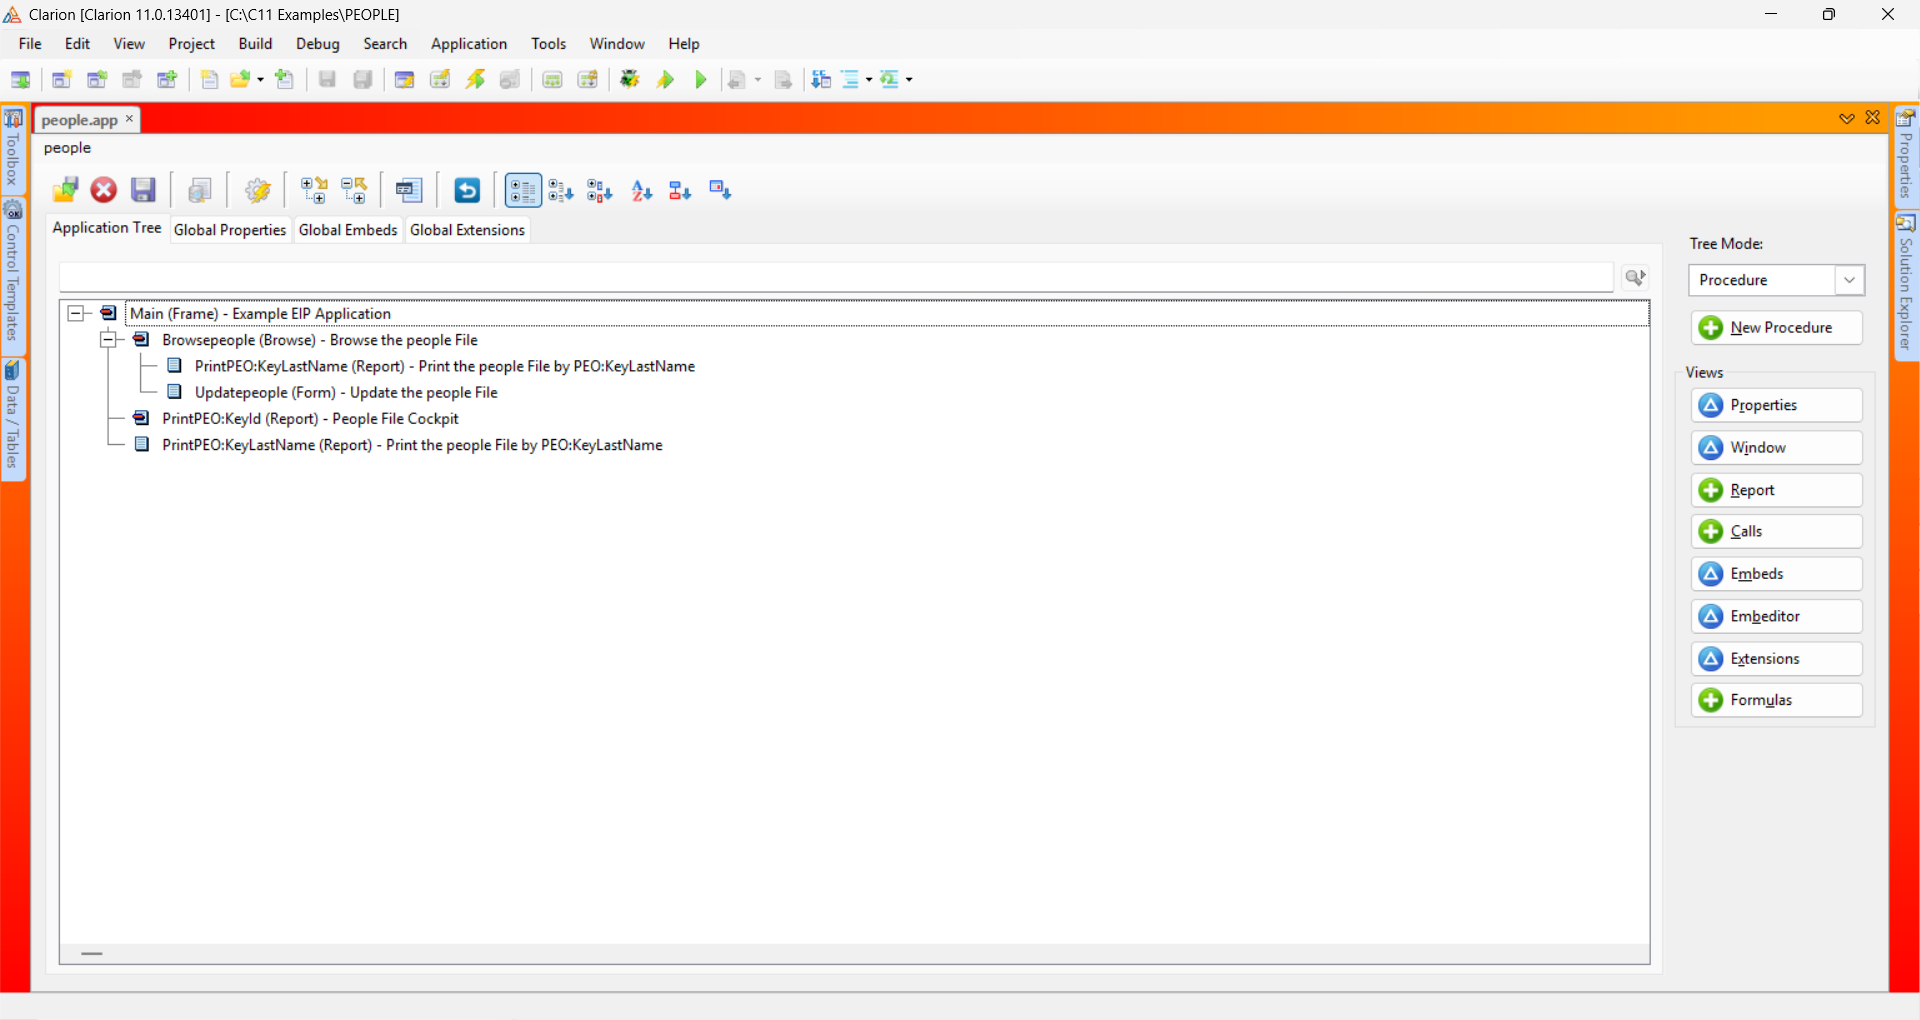 Clarion [Clarion 11.0.13401] - [C:\C11 Examples\PEOPLE]
File Edit View Project Build Debug Search Application Tools Window Help
people.app
people
Application Tree Global Properties Global Embeds Global Extensions
Main (Frame) - Example EIP Application
Browsepeople (Browse) - Browse the people File
PrintPEO:KeyLastName (Report) - Print the people File by PEO:KeyLastName
Updatepeople (Form) - Update the people File
PrintPEO:KeyId (Report) - People File Cockpit
PrintPEO:KeyLastName (Report) - Print the people File by PEO:KeyLastName
Tree Mode:
Procedure
New Procedure
Views
Properties
Window
Report
Calls
Embeds
Embeditor
Extensions
Formulas
Toolbox
Control Templates
Data / Tables
Properties
Solution Explorer